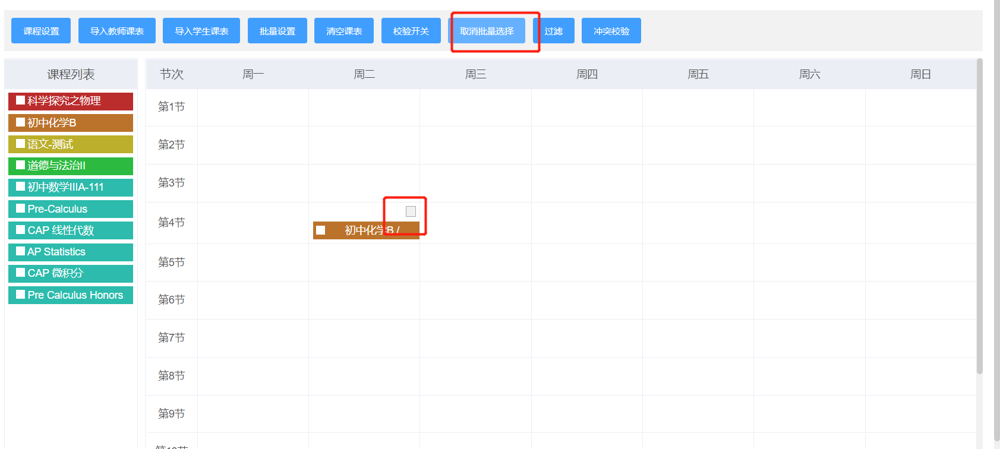 课程设置 导入教师课表 导入学生课表 批量设置 清空课表 校验开关 取消批量选择 过滤 冲突校验
课程列表
科学探究之物理
初中化学B
语文-测试
道德与法治II
初中数学IIIA-111
Pre-Calculus
CAP 线性代数
AP Statistics
CAP 微积分
Pre Calculus Honors
节次 周一 周二 周三 周四 周五 周六 周日
第1节
第2节
第3节
第4节
初中化学B /
第5节
第6节
第7节
第8节
第9节